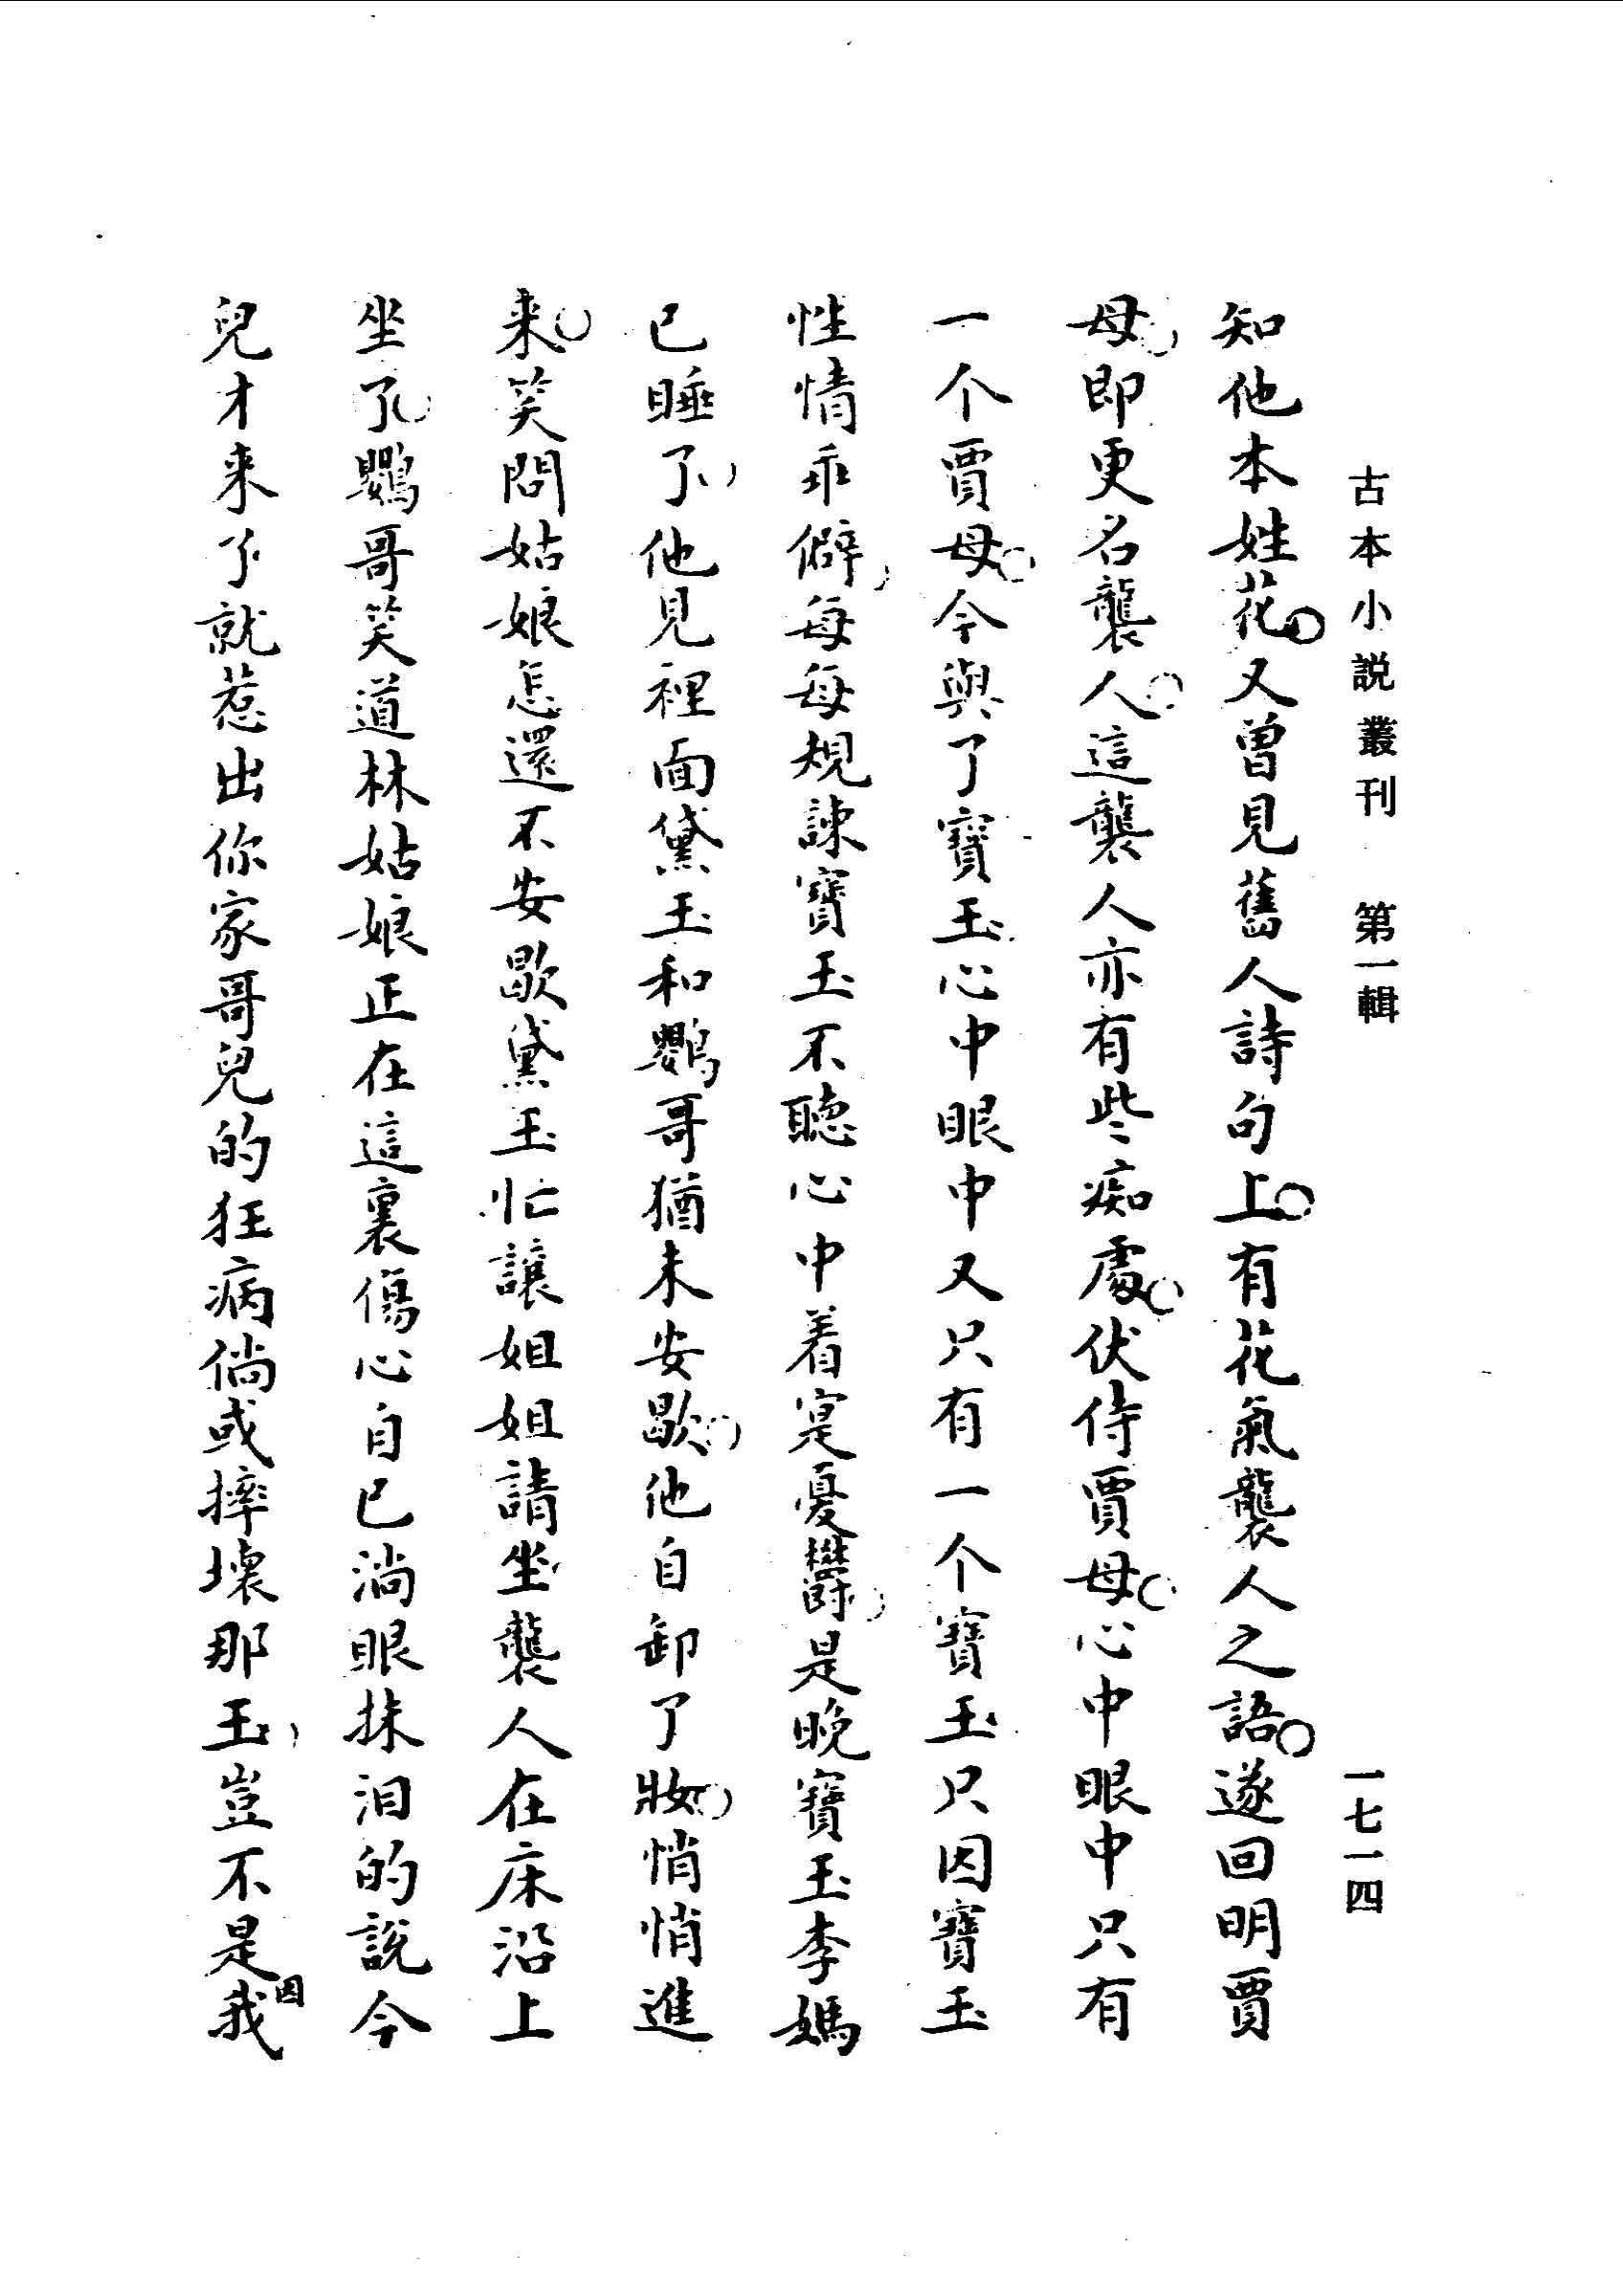 古本小説叢刊 第一輯 一七一四
知他本姓花又曾見舊人詩句上有花氣襲人之語遂回明賈
母即更名襲人這襲人亦有些痴處伏侍賈母心中眼中只有
一个賈母今與了寶玉心中眼中又只有一个寶玉只因寶玉
性情乖僻每每規諫寶玉不聽心中着寔憂欝是晚寶玉李媽
已睡了他見裡面黛玉和鸚哥猶未安歇他自卸了妝悄悄進
来笑問姑娘怎還不安歇黛玉忙讓姐姐請坐襲人在床沿上
坐了鸚哥笑道林姑娘正在這裏傷心自己淌眼抹泪的說今
兒才来了就惹出你家哥兒的狂病倘或摔壞那玉豈不是我
因